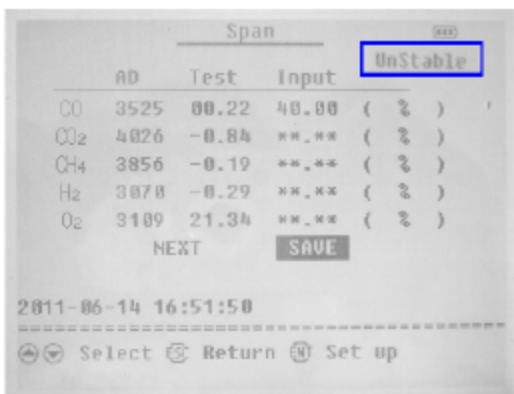 Span
UnStable
AD Test Input
CO 3525 00.22 40.00 ( % )
CO2 4026 -0.84 **.** ( % )
CH4 3856 -0.19 **.** ( % )
H2 3070 -0.29 **.** ( % )
O2 3109 21.34 **.** ( % )
NEXT SAVE
2011-06-14 16:51:50
Select Return Set up